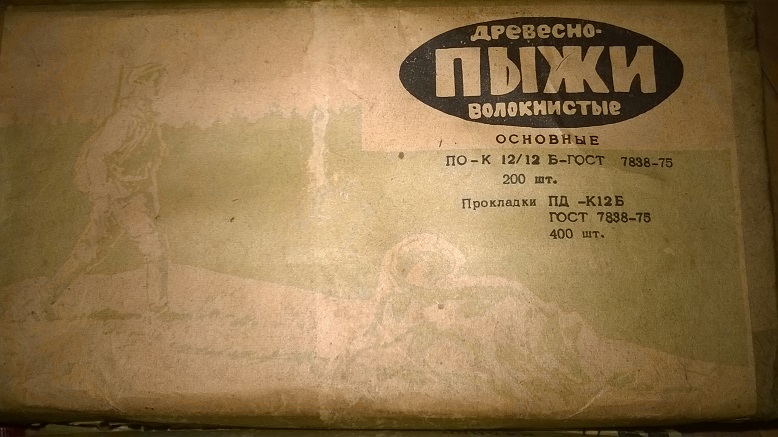 ДРЕВЕСНО-
ПЫЖИ
ВОЛОКНИСТЫЕ
ОСНОВНЫЕ
ПО-К 12/12 Б-ГОСТ 7838-75
200 шт.
Прокладки ПД -К12Б
ГОСТ 7838-75
400 шт.